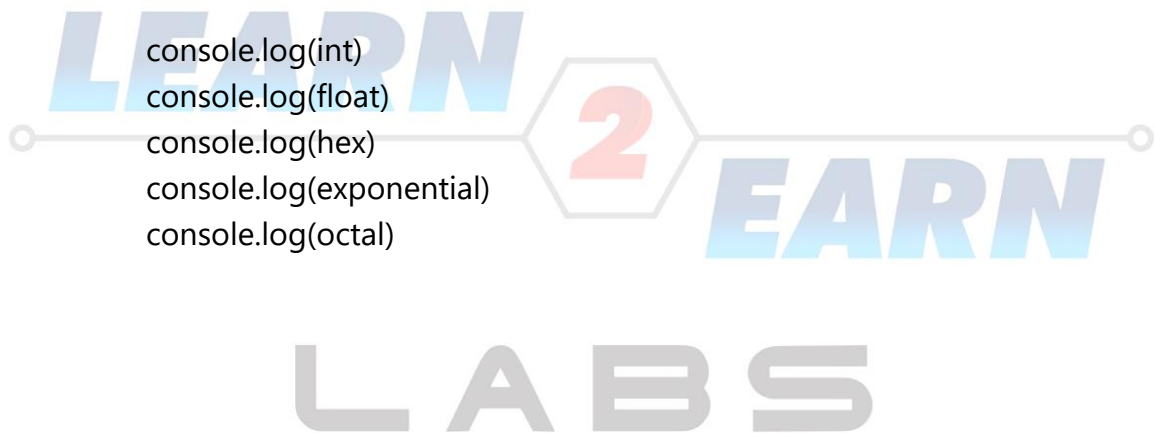 LEARN
console.log(int)
console.log(float)
console.log(hex)
2
console.log(exponential)
EARN
console.log(octal)
LABS